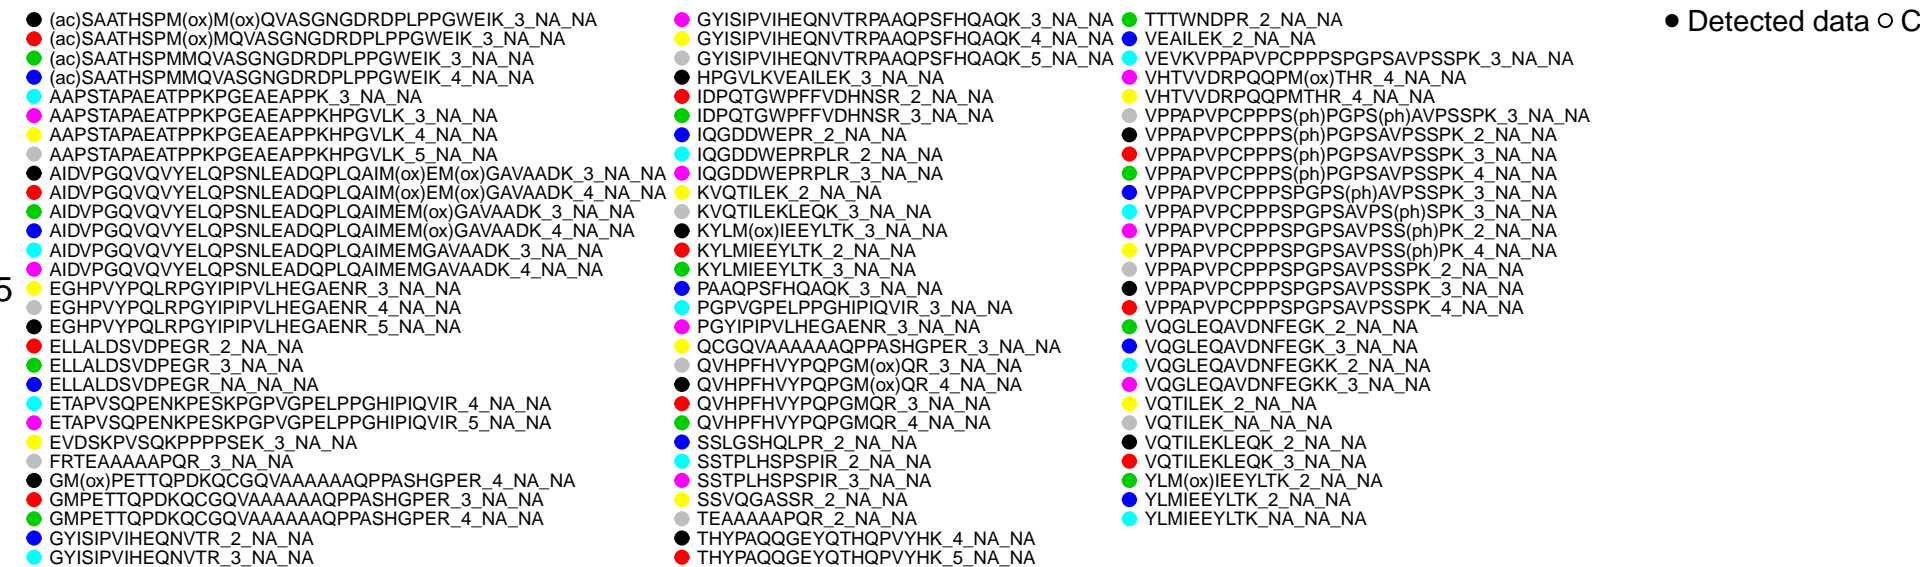 (ac)SAATHSPM(ox)M(ox)QVASGNGDRDPLPPGWEIK_3_NA_NA
(ac)SAATHSPM(ox)MQVASGNGDRDPLPPGWEIK_3_NA_NA
(ac)SAATHSPMMQVASGNGDRDPLPPGWEIK_3_NA_NA
(ac)SAATHSPMMQVASGNGDRDPLPPGWEIK_4_NA_NA
AAPSTAPAEATPPKPGEAEAPPK_3_NA_NA
AAPSTAPAEATPPKPGEAEAPPKHPGVLK_3_NA_NA
AAPSTAPAEATPPKPGEAEAPPKHPGVLK_4_NA_NA
AAPSTAPAEATPPKPGEAEAPPKHPGVLK_5_NA_NA
AIDVPGQVQVYELQPSNLEADQPLQAIM(ox)EM(ox)GAVAADK_3_NA_NA
AIDVPGQVQVYELQPSNLEADQPLQAIM(ox)EM(ox)GAVAADK_4_NA_NA
AIDVPGQVQVYELQPSNLEADQPLQAIMEM(ox)GAVAADK_3_NA_NA
AIDVPGQVQVYELQPSNLEADQPLQAIMEM(ox)GAVAADK_4_NA_NA
AIDVPGQVQVYELQPSNLEADQPLQAIMEMGAVAADK_3_NA_NA
AIDVPGQVQVYELQPSNLEADQPLQAIMEMGAVAADK_4_NA_NA
5
EGHPVYPQLRPGYIPIPVLHEGAENR_3_NA_NA
EGHPVYPQLRPGYIPIPVLHEGAENR_4_NA_NA
EGHPVYPQLRPGYIPIPVLHEGAENR_5_NA_NA
ELLALDSVDPEGR_2_NA_NA
ELLALDSVDPEGR_3_NA_NA
ELLALDSVDPEGR_NA_NA_NA
ETAPVSQPENKPESKPGPVGPELPPGHIPIQVIR_4_NA_NA
ETAPVSQPENKPESKPGPVGPELPPGHIPIQVIR_5_NA_NA
EVDSKPVSQKPPPPSEK_3_NA_NA
FRTEAAAAAPQR_3_NA_NA
GM(ox)PETTQPDKQCGQVAAAAAAQPPASHGPER_4_NA_NA
GMPETTQPDKQCGQVAAAAAAQPPASHGPER_3_NA_NA
GMPETTQPDKQCGQVAAAAAAQPPASHGPER_4_NA_NA
GYISIPVIHEQNVTR_2_NA_NA
GYISIPVIHEQNVTR_3_NA_NA
GYISIPVIHEQNVTRPAAQPSFHQAQK_3_NA_NA
GYISIPVIHEQNVTRPAAQPSFHQAQK_4_NA_NA
GYISIPVIHEQNVTRPAAQPSFHQAQK_5_NA_NA
HPGVLKVEAILEK_3_NA_NA
IDPQTGWPFFVDHNSR_2_NA_NA
IDPQTGWPFFVDHNSR_3_NA_NA
IQGDDWEPR_2_NA_NA
IQGDDWEPRPLR_2_NA_NA
IQGDDWEPRPLR_3_NA_NA
KVQTILEK_2_NA_NA
KVQTILEKLEQK_3_NA_NA
KYLM(ox)IEEYLTK_3_NA_NA
KYLMIEEYLTK_2_NA_NA
KYLMIEEYLTK_3_NA_NA
PAAQPSFHQAQK_3_NA_NA
PGPVGPELPPGHIPIQVIR_3_NA_NA
PGYIPIPVLHEGAENR_3_NA_NA
QCGQVAAAAAAQPPASHGPER_3_NA_NA
QVHPFHVYPQPGM(ox)QR_3_NA_NA
QVHPFHVYPQPGM(ox)QR_4_NA_NA
QVHPFHVYPQPGMQR_3_NA_NA
QVHPFHVYPQPGMQR_4_NA_NA
SSLGSHQLPR_2_NA_NA
SSTPLHSPSPIR_2_NA_NA
SSTPLHSPSPIR_3_NA_NA
SSVQGASSR_2_NA_NA
TEAAAAAPQR_2_NA_NA
THYPAQQGEYQTHQPVYHK_4_NA_NA
THYPAQQGEYQTHQPVYHK_5_NA_NA
TTTWNDPR_2_NA_NA
VEAILEK_2_NA_NA
VEVKVPPAPVPCPPPSPGPSAVPSSPK_3_NA_NA
VHTVVDRPQQPM(ox)THR_4_NA_NA
VHTVVDRPQQPMTHR_4_NA_NA
VPPAPVPCPPPS(ph)PGPS(ph)AVPSSPK_3_NA_NA
VPPAPVPCPPPS(ph)PGPSAVPSSPK_2_NA_NA
VPPAPVPCPPPS(ph)PGPSAVPSSPK_3_NA_NA
VPPAPVPCPPPS(ph)PGPSAVPSSPK_4_NA_NA
VPPAPVPCPPPSPGPS(ph)AVPSSPK_3_NA_NA
VPPAPVPCPPPSPGPSAVPS(ph)SPK_3_NA_NA
VPPAPVPCPPPSPGPSAVPSS(ph)PK_2_NA_NA
VPPAPVPCPPPSPGPSAVPSS(ph)PK_4_NA_NA
VPPAPVPCPPPSPGPSAVPSSPK_2_NA_NA
VPPAPVPCPPPSPGPSAVPSSPK_3_NA_NA
VPPAPVPCPPPSPGPSAVPSSPK_4_NA_NA
VQGLEQAVDNFEGK_2_NA_NA
VQGLEQAVDNFEGK_3_NA_NA
VQGLEQAVDNFEGKK_2_NA_NA
VQGLEQAVDNFEGKK_3_NA_NA
VQTILEK_2_NA_NA
VQTILEK_NA_NA_NA
VQTILEKLEQK_2_NA_NA
VQTILEKLEQK_3_NA_NA
YLM(ox)IEEYLTK_2_NA_NA
YLMIEEYLTK_2_NA_NA
YLMIEEYLTK_NA_NA_NA
Detected data C